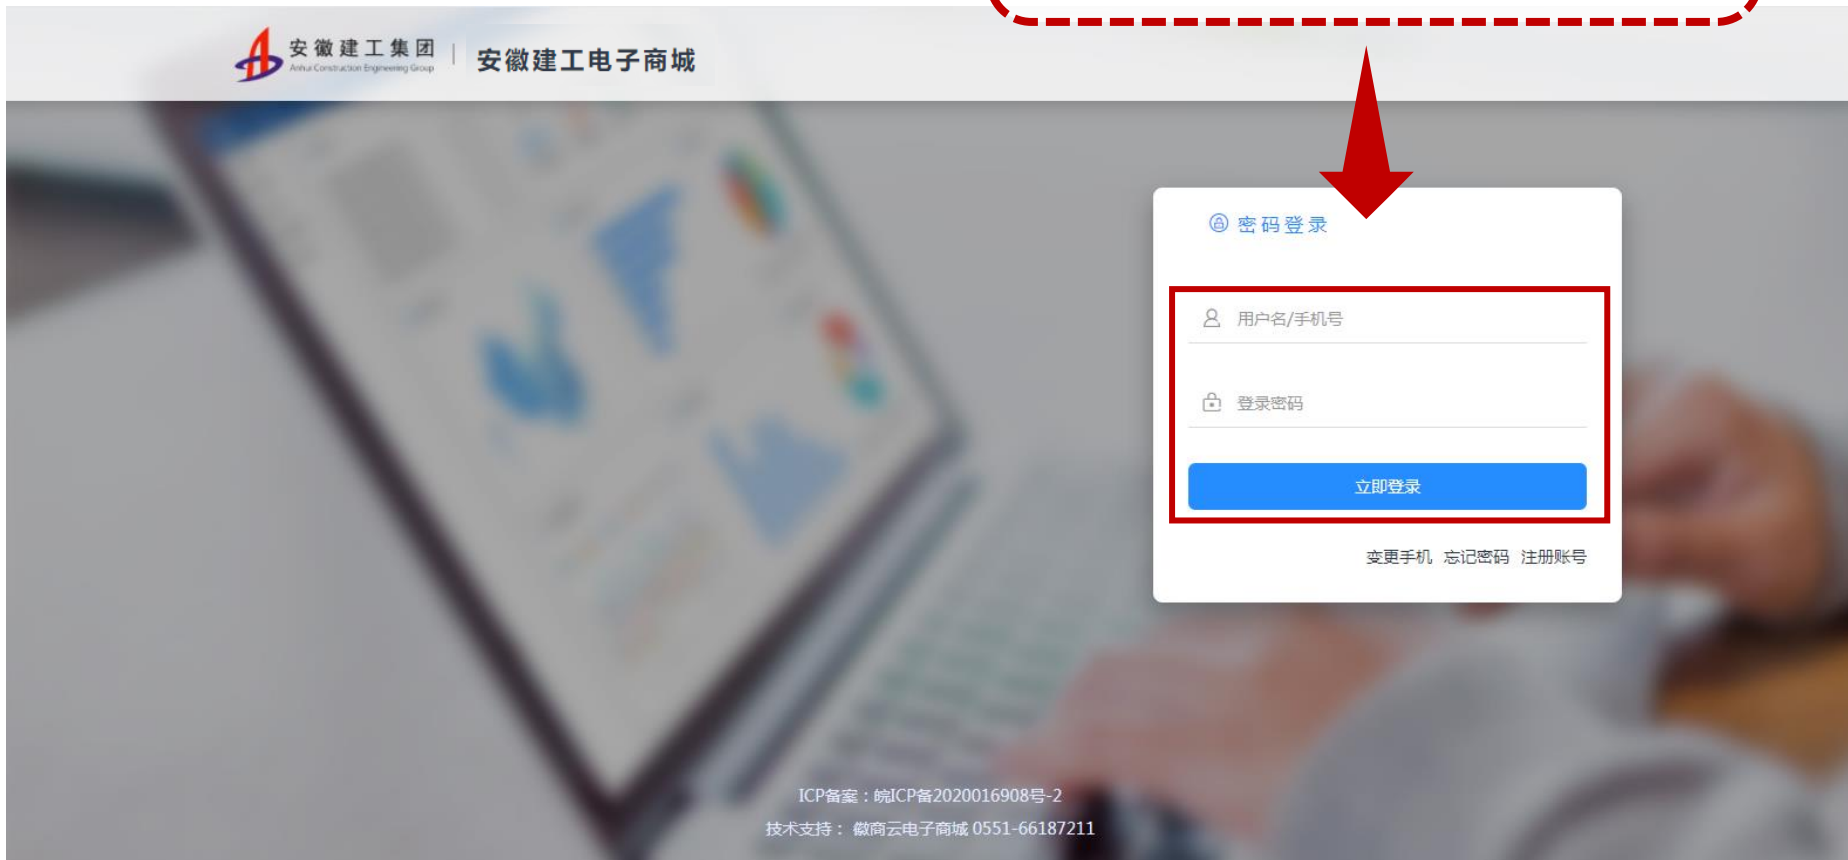 安徽建工集团
Anhui Construction Engineering Group
安徽建工电子商城
密码登录
用户名/手机号
登录密码
立即登录
变更手机 忘记密码 注册账号
ICP备案：皖ICP备2020016908号-2
技术支持： 徽商云电子商城 0551-66187211